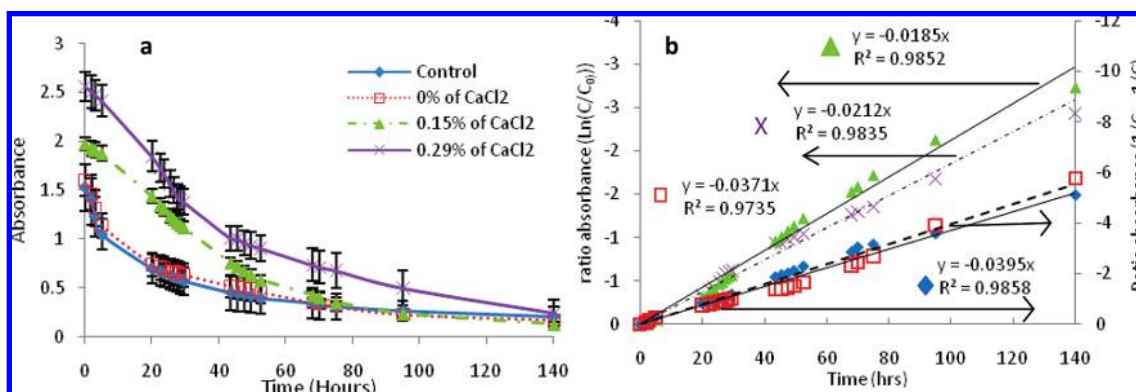 a
3
2.5
2
1.5
1
0.5
0
Absorbance
0 20 40 60 80 100 120 140
Time (Hours)
Control
0% of CaCl2
0.15% of CaCl2
0.29% of CaCl2
b
-4
-3
-3
-2
-2
-1
-1
0
ratio absorbance (Ln(C/C0))
0 20 40 60 80 100 120 140
Time (hrs)
-12
-10
-8
-6
-4
-2
0
y = -0.0185x
R² = 0.9852
y = -0.0212x
R² = 0.9835
y = -0.0371x
R² = 0.9735
y = -0.0395x
R² = 0.9858